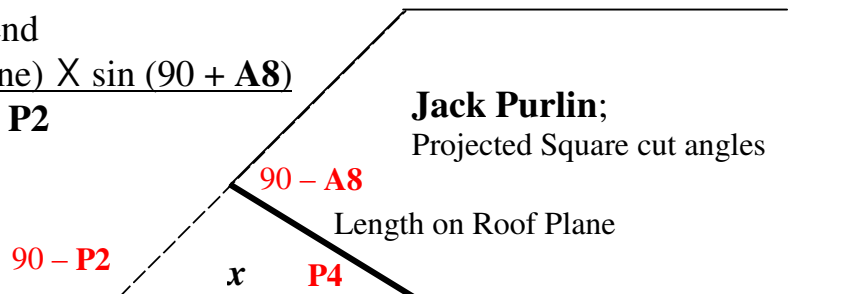 nd
ne) X sin (90 + A8)
P2
Jack Purlin;
Projected Square cut angles
90 – A8
Length on Roof Plane
90 – P2
x
P4